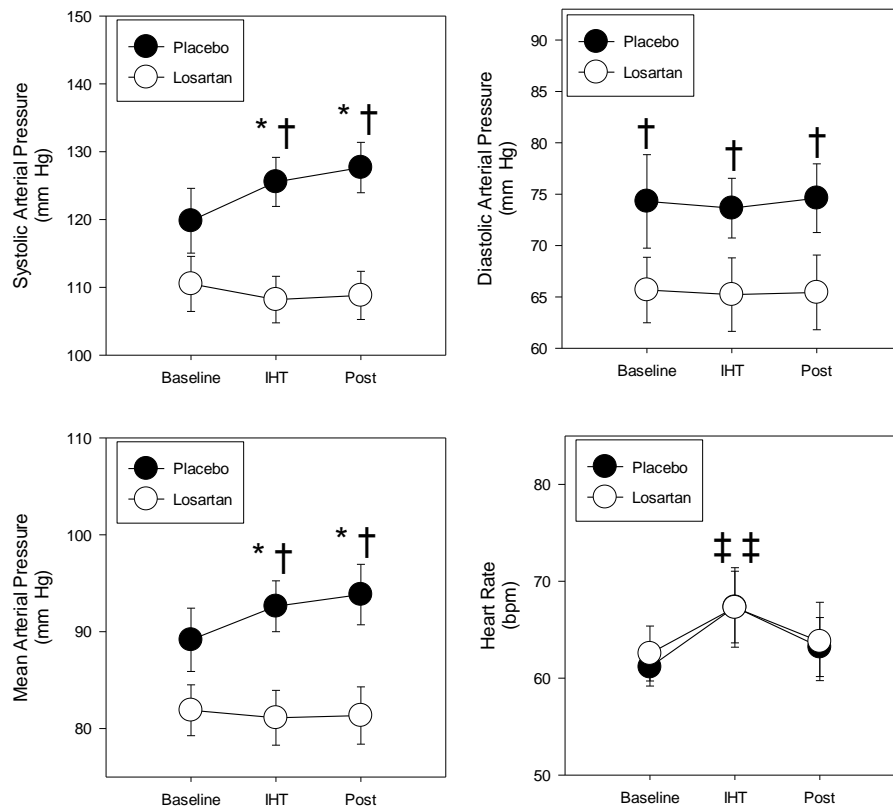 Systolic Arterial Pressure
(mm Hg)
150
140
130
120
110
100
Placebo
Losartan
* †
* †
Baseline
IHT
Post
Diastolic Arterial Pressure
(mm Hg)
90
85
80
75
70
65
60
Placebo
Losartan
†
†
†
Baseline
IHT
Post
Mean Arterial Pressure
(mm Hg)
110
100
90
80
Placebo
Losartan
* †
* †
Baseline
IHT
Post
Heart Rate
(bpm)
80
70
60
50
Placebo
Losartan
‡ ‡
Baseline
IHT
Post